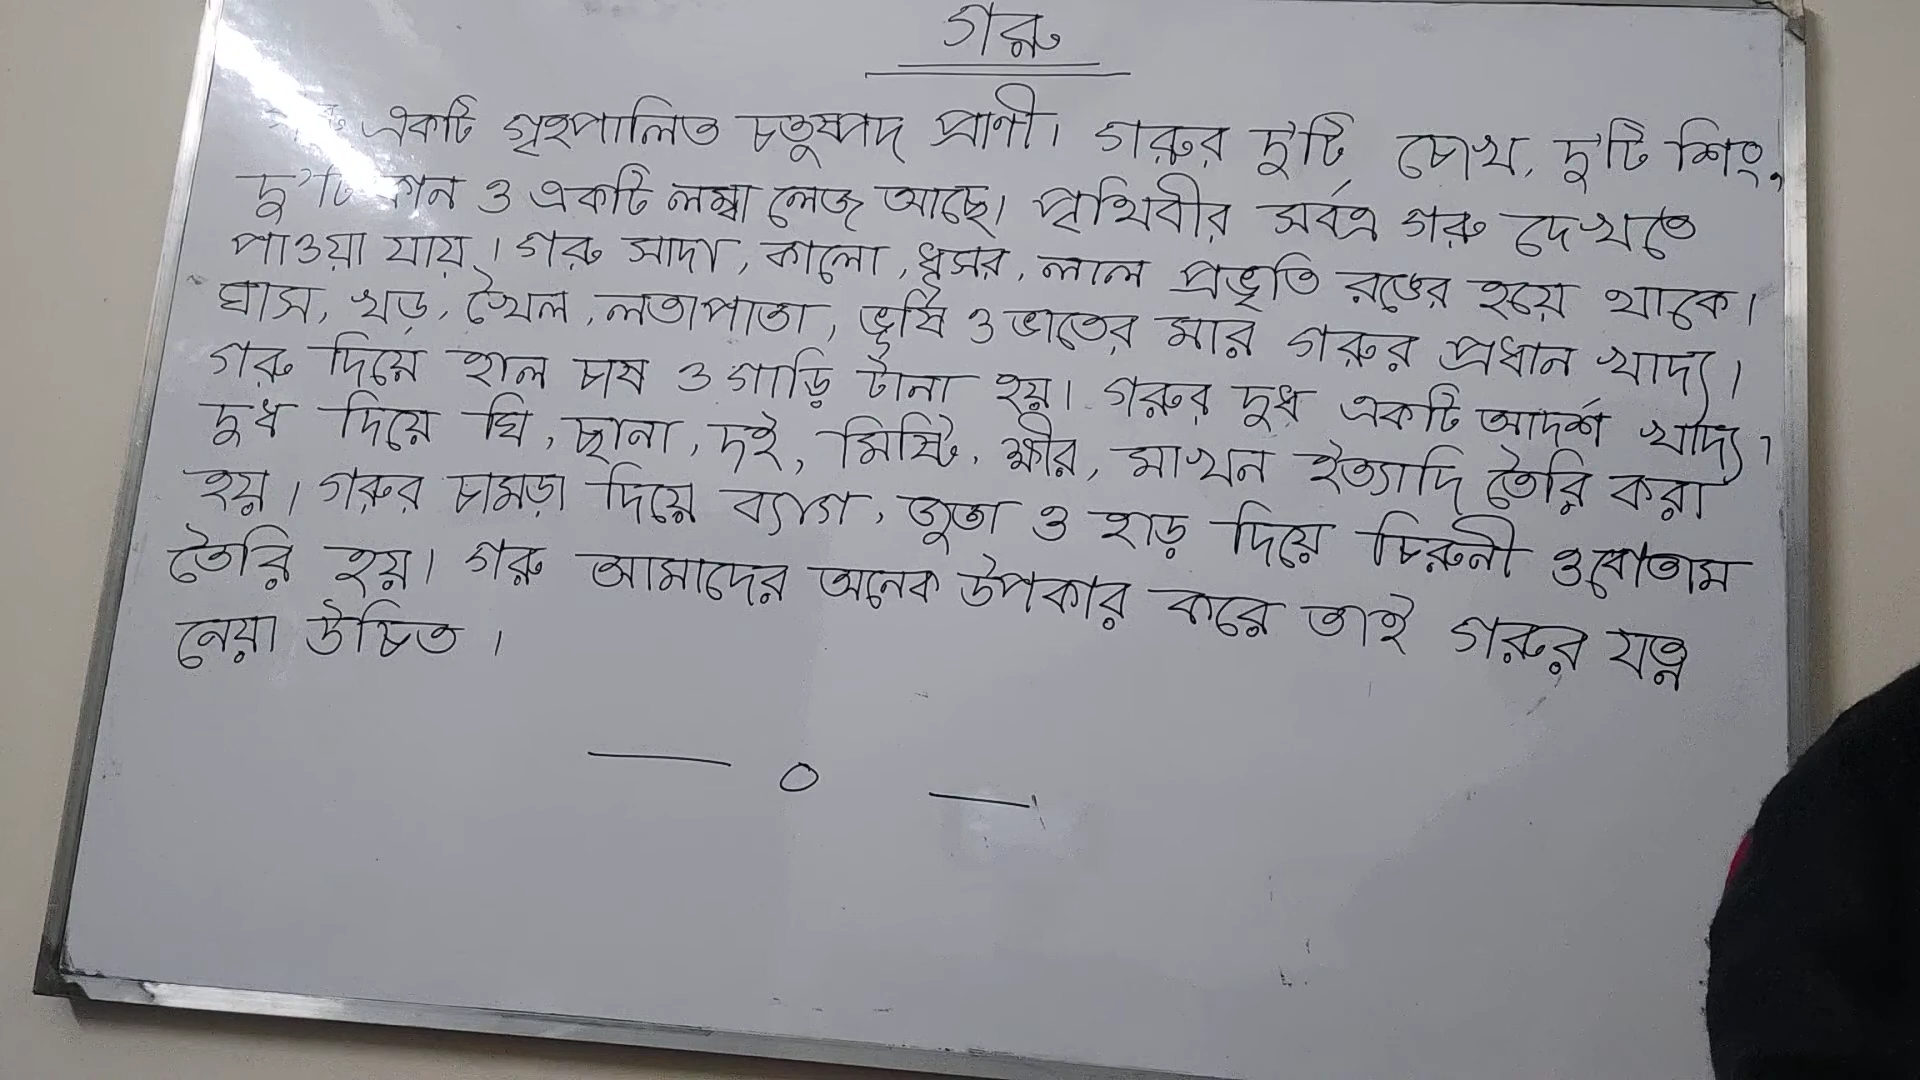 গরু
গরু একটি গৃহপালিত চতুষ্পদ প্রাণী। গরুর দু'টি চোখ, দু'টি শিং,
দু'টি কান ও একটি লম্বা লেজ আছে। পৃথিবীর সর্বত্র গরু দেখতে
পাওয়া যায়। গরু সাদা, কালো, ধূসর, লাল প্রভৃতি রঙের হয়ে থাকে।
ঘাস, খড়, খৈল, লতাপাতা, ভূষি ও ভাতের মার গরুর প্রধান খাদ্য।
গরু দিয়ে হাল চাষ ও গাড়ি টানা হয়। গরুর দুধ একটি আদর্শ খাদ্য।
দুধ দিয়ে ঘি, ছানা, দই, মিষ্টি, ক্ষীর, মাখন ইত্যাদি তৈরি করা
হয়। গরুর চামড়া দিয়ে ব্যাগ, জুতা ও হাড় দিয়ে চিরুনী ও বোতাম
তৈরি হয়। গরু আমাদের অনেক উপকার করে তাই গরুর যত্ন
নেয়া উচিত।